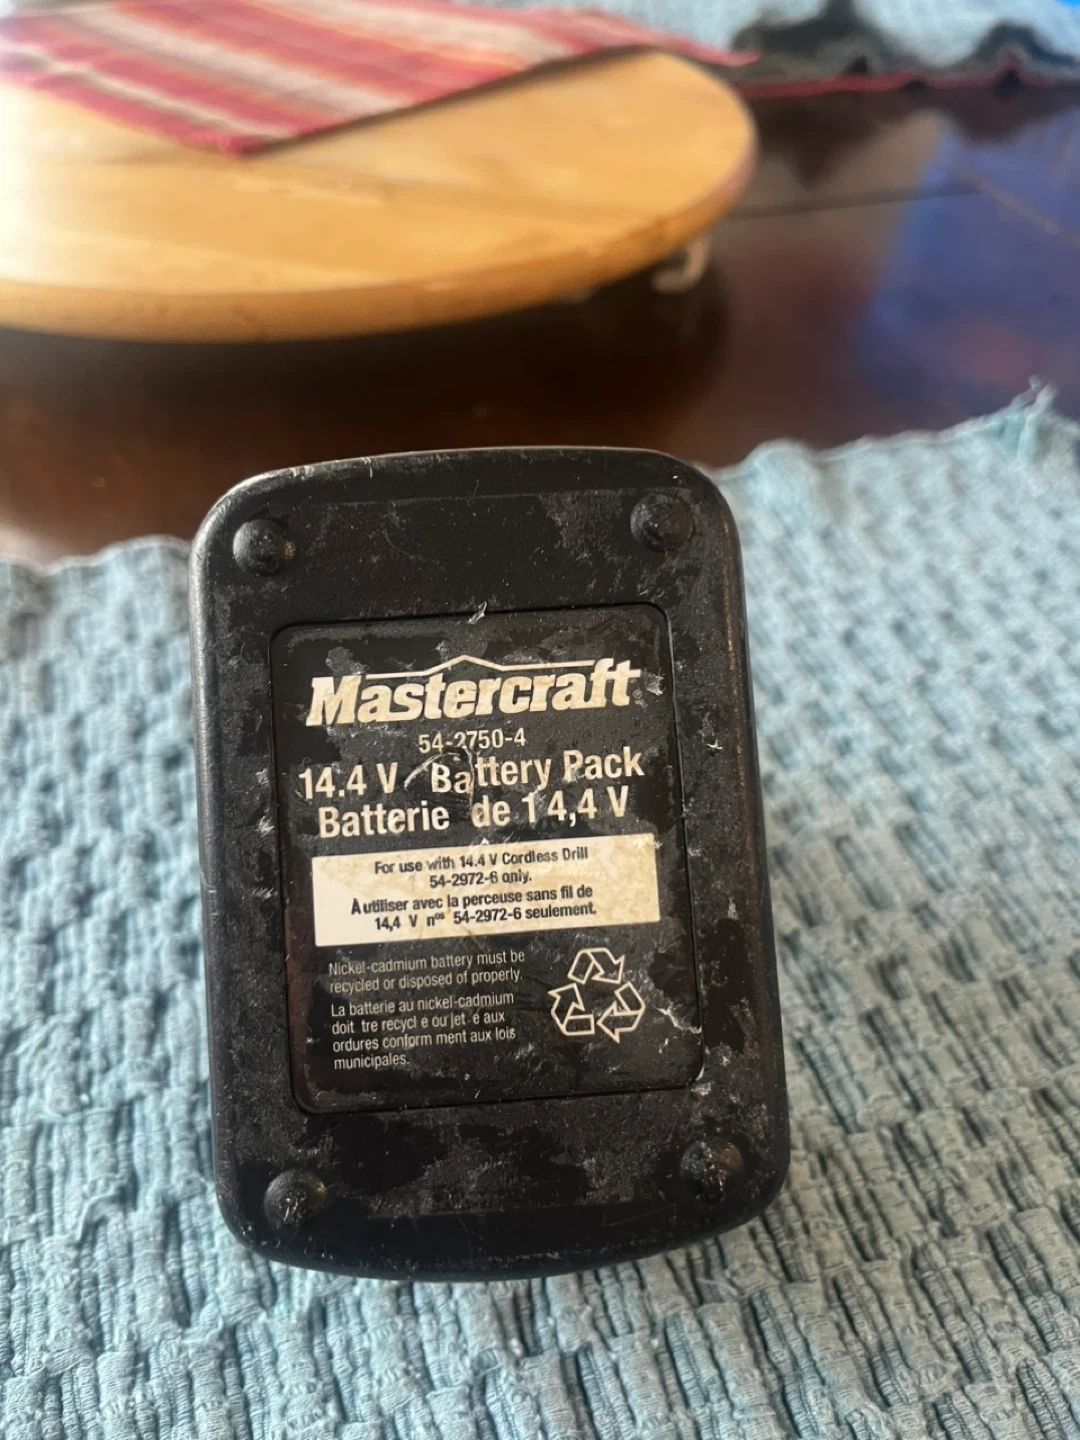 Mastercraft
54-2750-4
14.4 V Battery Pack
Batterie de 14,4 V
For use with 14.4 V Cordless Drill
54-2972-6 only.
À utiliser avec la perceuse sans fil de
14,4 V nos 54-2972-6 seulement.
Nickel-cadmium battery must be
recycled or disposed of properly.
La batterie au nickel-cadmium
doit tre recycl e ou jet é aux
ordures conform ment aux lois
municipales.